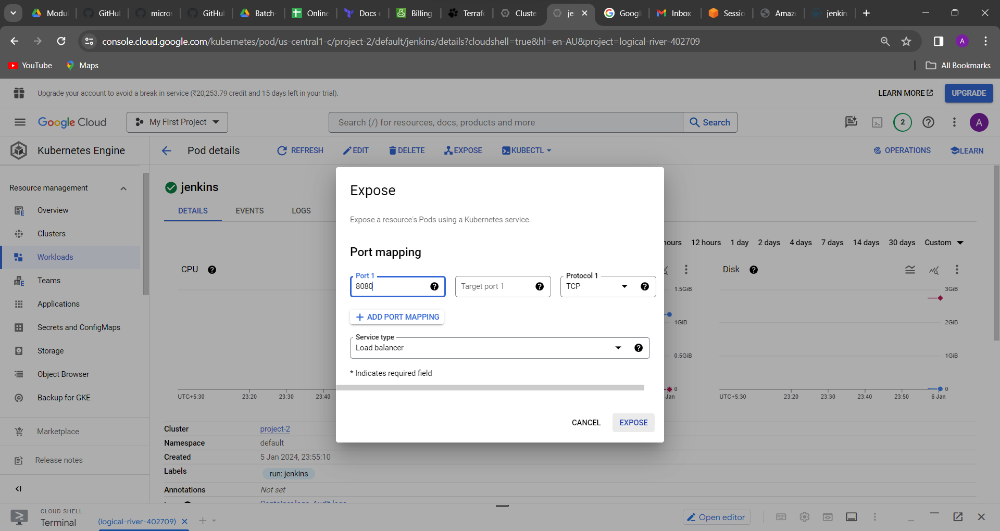 Modu
GitHu
micro
GitHu
Batch-
Online
Docs
Billing
Terraf
Cluste
je
Googl
Inbox
Sessio
Amaz
jenkin
console.cloud.google.com/kubernetes/pod/us-central1-c/project-2/default/jenkins/details?cloudshell=true&hl=en-AU&project=logical-river-402709
A
YouTube
Maps
All Bookmarks
Upgrade your account to avoid a break in service (₹20,253.79 credit and 15 days left in your trial).
LEARN MORE
UPGRADE
Google Cloud
My First Project
Search (/) for resources, docs, products and more
Search
2
A
Kubernetes Engine
Pod details
REFRESH
EDIT
DELETE
EXPOSE
KUBECTL
OPERATIONS
LEARN
Resource management
Overview
Clusters
Workloads
Teams
Applications
Secrets and ConfigMaps
Storage
Object Browser
Backup for GKE
Marketplace
Release notes
jenkins
DETAILS
EVENTS
LOGS
hours
12 hours
1 day
2 days
4 days
7 days
14 days
30 days
Custom
CPU
UTC+5:30
23:20
23:30
23:40
1.5GiB
1GiB
0.5GiB
0
Jan
Disk
3GiB
2GiB
1GiB
0
UTC+5:30
23:20
23:30
23:40
23:50
6 Jan
Expose
Expose a resource's Pods using a Kubernetes service.
Port mapping
Port 1
8080
Target port 1
Protocol 1
TCP
ADD PORT MAPPING
Service type
Load balancer
* Indicates required field
CANCEL
EXPOSE
Cluster
project-2
Namespace
default
Created
5 Jan 2024, 23:55:10
Labels
run: jenkins
Annotations
Not set
CLOUD SHELL
Terminal
(logical-river-402709)
Open editor